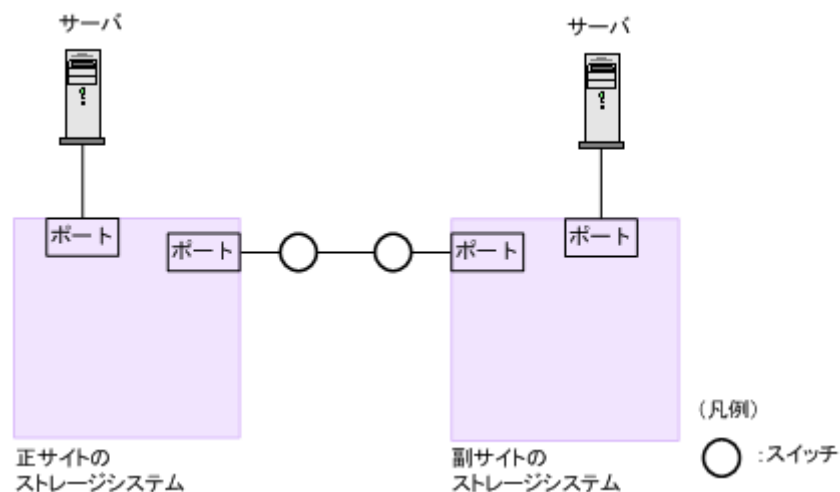 サーバ
サーバ
ポート
ポート
ポート
ポート
正サイトの
ストレージシステム
副サイトの
ストレージシステム
(凡例)
:スイッチ